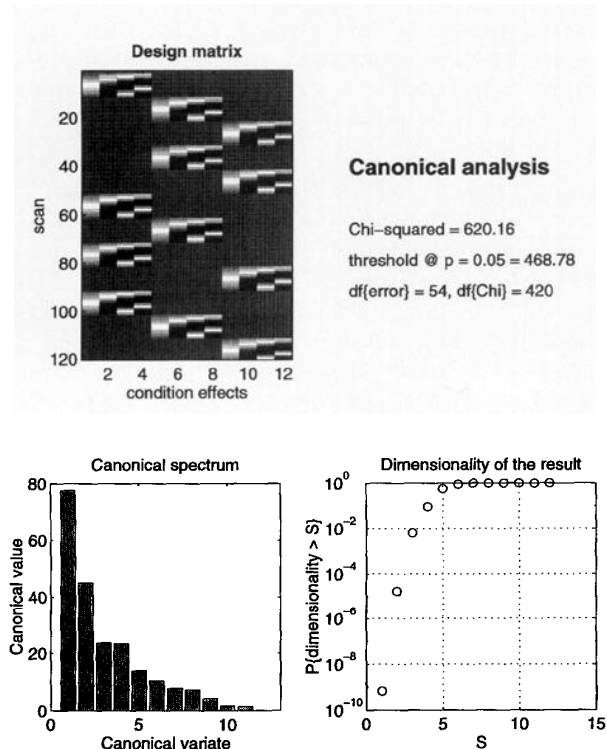 Design matrix
20
40
60
80
100
120
scan
2 4 6 8 10 12
condition effects
Canonical analysis
Chi-squared = 620.16
threshold @ p = 0.05 = 468.78
df{error} = 54, df{Chi} = 420
Canonical spectrum
80
60
40
20
0
Canonical value
0 5 10
Canonical variate
Dimensionality of the result
10^0
10^-2
10^-4
10^-6
10^-8
10^-10
P{dimensionality > S}
0 5 10 15
S